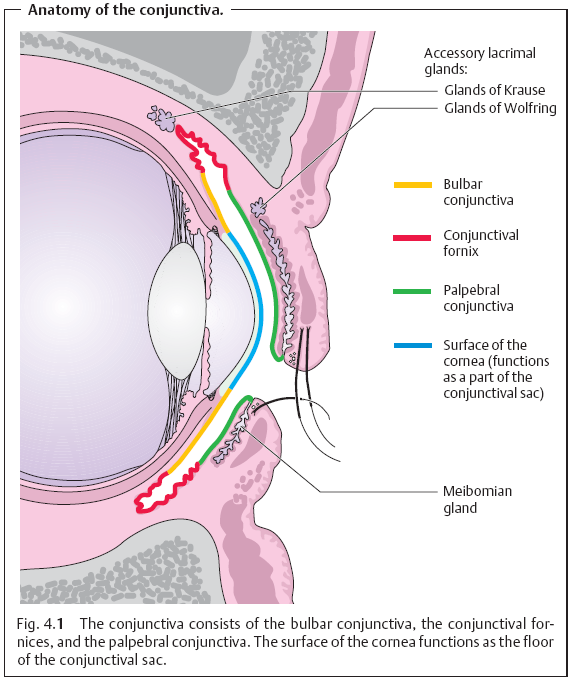 Anatomy of the conjunctiva.
Accessory lacrimal
glands:
Glands of Krause
Glands of Wolfring
Bulbar
conjunctiva
Conjunctival
fornix
Palpebral
conjunctiva
Surface of the
cornea (functions
as a part of the
conjunctival sac)
Meibomian
gland
Fig. 4.1 The conjunctiva consists of the bulbar conjunctiva, the conjunctival for-
nices, and the palpebral conjunctiva. The surface of the cornea functions as the floor
of the conjunctival sac.